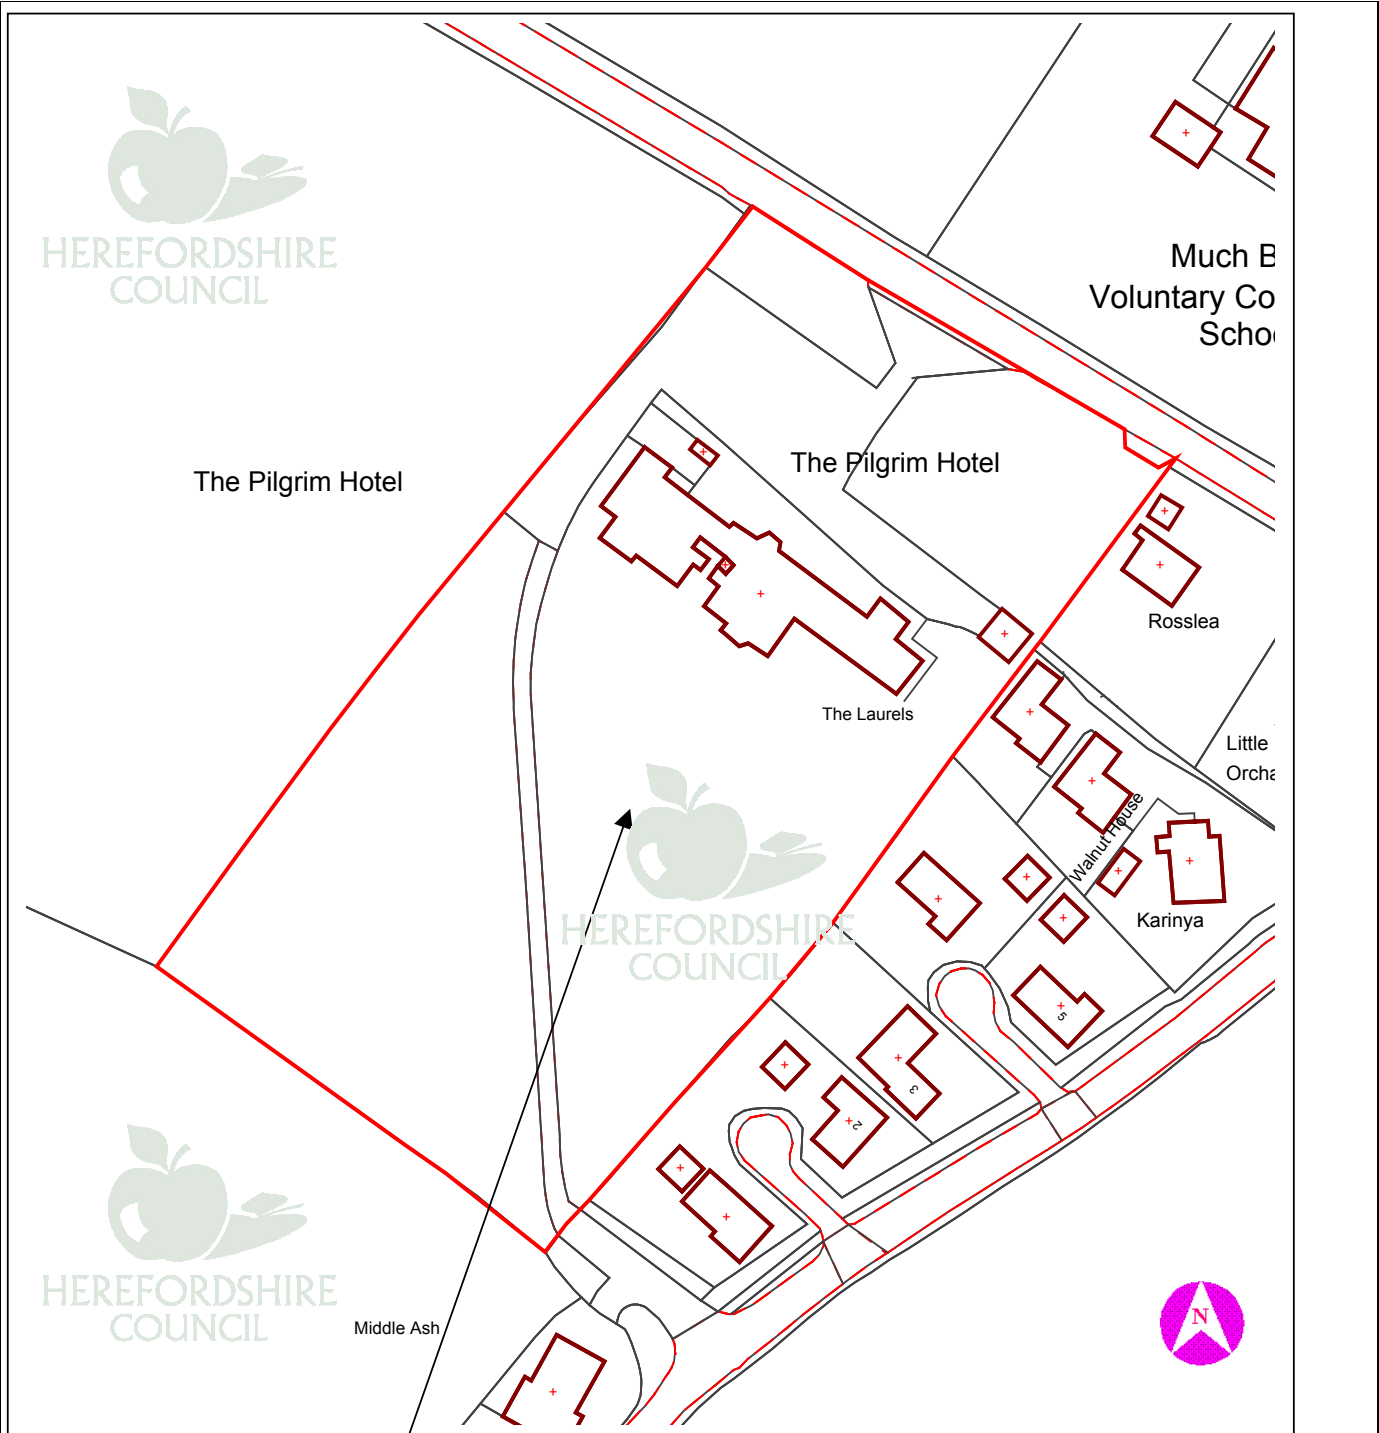 HEREFORDSHIRE
COUNCIL
Much B
Voluntary Co
Schoo
The Pilgrim Hotel
The Pilgrim Hotel
Rosslea
The Laurels
Little
Orcha
Walnut House
Karinya
HEREFORDSHIRE
COUNCIL
5
3
2
HEREFORDSHIRE
COUNCIL
Middle Ash
N